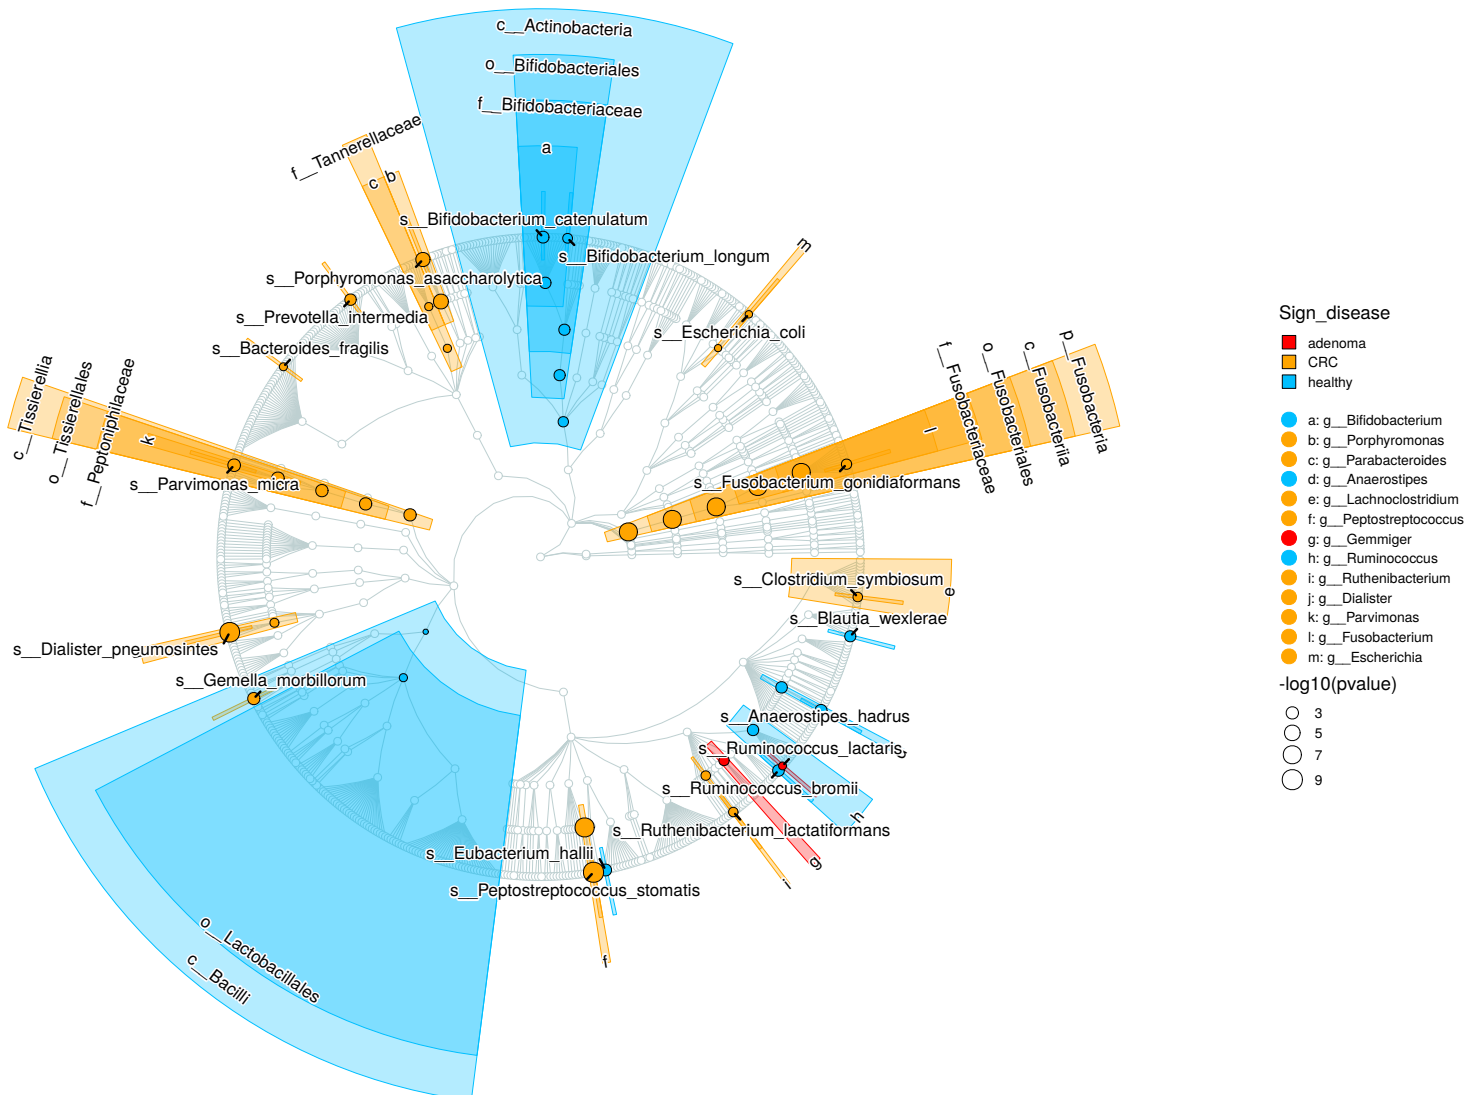 c__Actinobacteria
o__Bifidobacteriales
f__Bifidobacteriaceae
a
f__Tannerellaceae
c
b
s__Bifidobacterium_catenulatum
s__Bifidobacterium_longum
m
s__Porphyromonas_asaccharolytica
s__Prevotella_intermedia
s__Escherichia_coli
s__Bacteroides_fragilis
c__Tissierellia
o__Tissierellales
f__Peptoniphilaceae
k
s__Parvimonas_micra
f__Fusobacteriaceae
o__Fusobacteriales
c__Fusobacteriia
p__Fusobacteria
l
s__Fusobacterium_gonidiaformans
s__Clostridium_symbiosum
e
s__Blautia_wexlerae
s__Dialister_pneumosintes
s__Gemella_morbillorum
s__Anaerostipes_hadrus
s__Ruminococcus_lactaris
s__Ruminococcus_bromii
h
s__Ruthenibacterium_lactatiformans
g
i
s__Eubacterium_hallii
s__Peptostreptococcus_stomatis
f
o__Lactobacillales
c__Bacilli
Sign_disease
adenoma
CRC
healthy
a: g__Bifidobacterium
b: g__Porphyromonas
c: g__Parabacteroides
d: g__Anaerostipes
e: g__Lachnoclostridium
f: g__Peptostreptococcus
g: g__Gemmiger
h: g__Ruminococcus
i: g__Ruthenibacterium
j: g__Dialister
k: g__Parvimonas
l: g__Fusobacterium
m: g__Escherichia
-log10(pvalue)
3
5
7
9